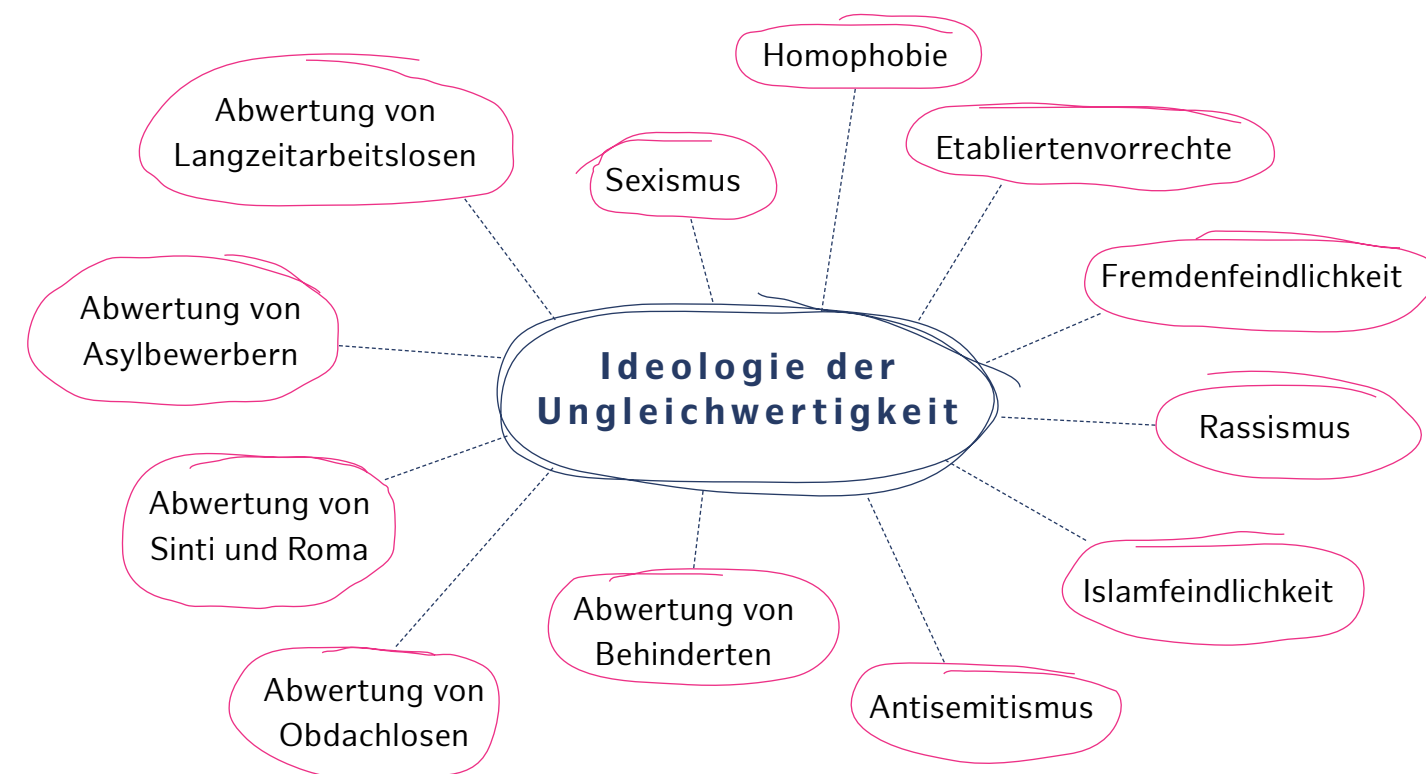 Homophobie
Abwertung von
Langzeitarbeitslosen
Sexismus
Etabliertenvorrechte
Fremdenfeindlichkeit
Abwertung von
Asylbewerbern
Ideologie der
Ungleichwertigkeit
Rassismus
Abwertung von
Sinti und Roma
Islamfeindlichkeit
Abwertung von
Behinderten
Abwertung von
Obdachlosen
Antisemitismus